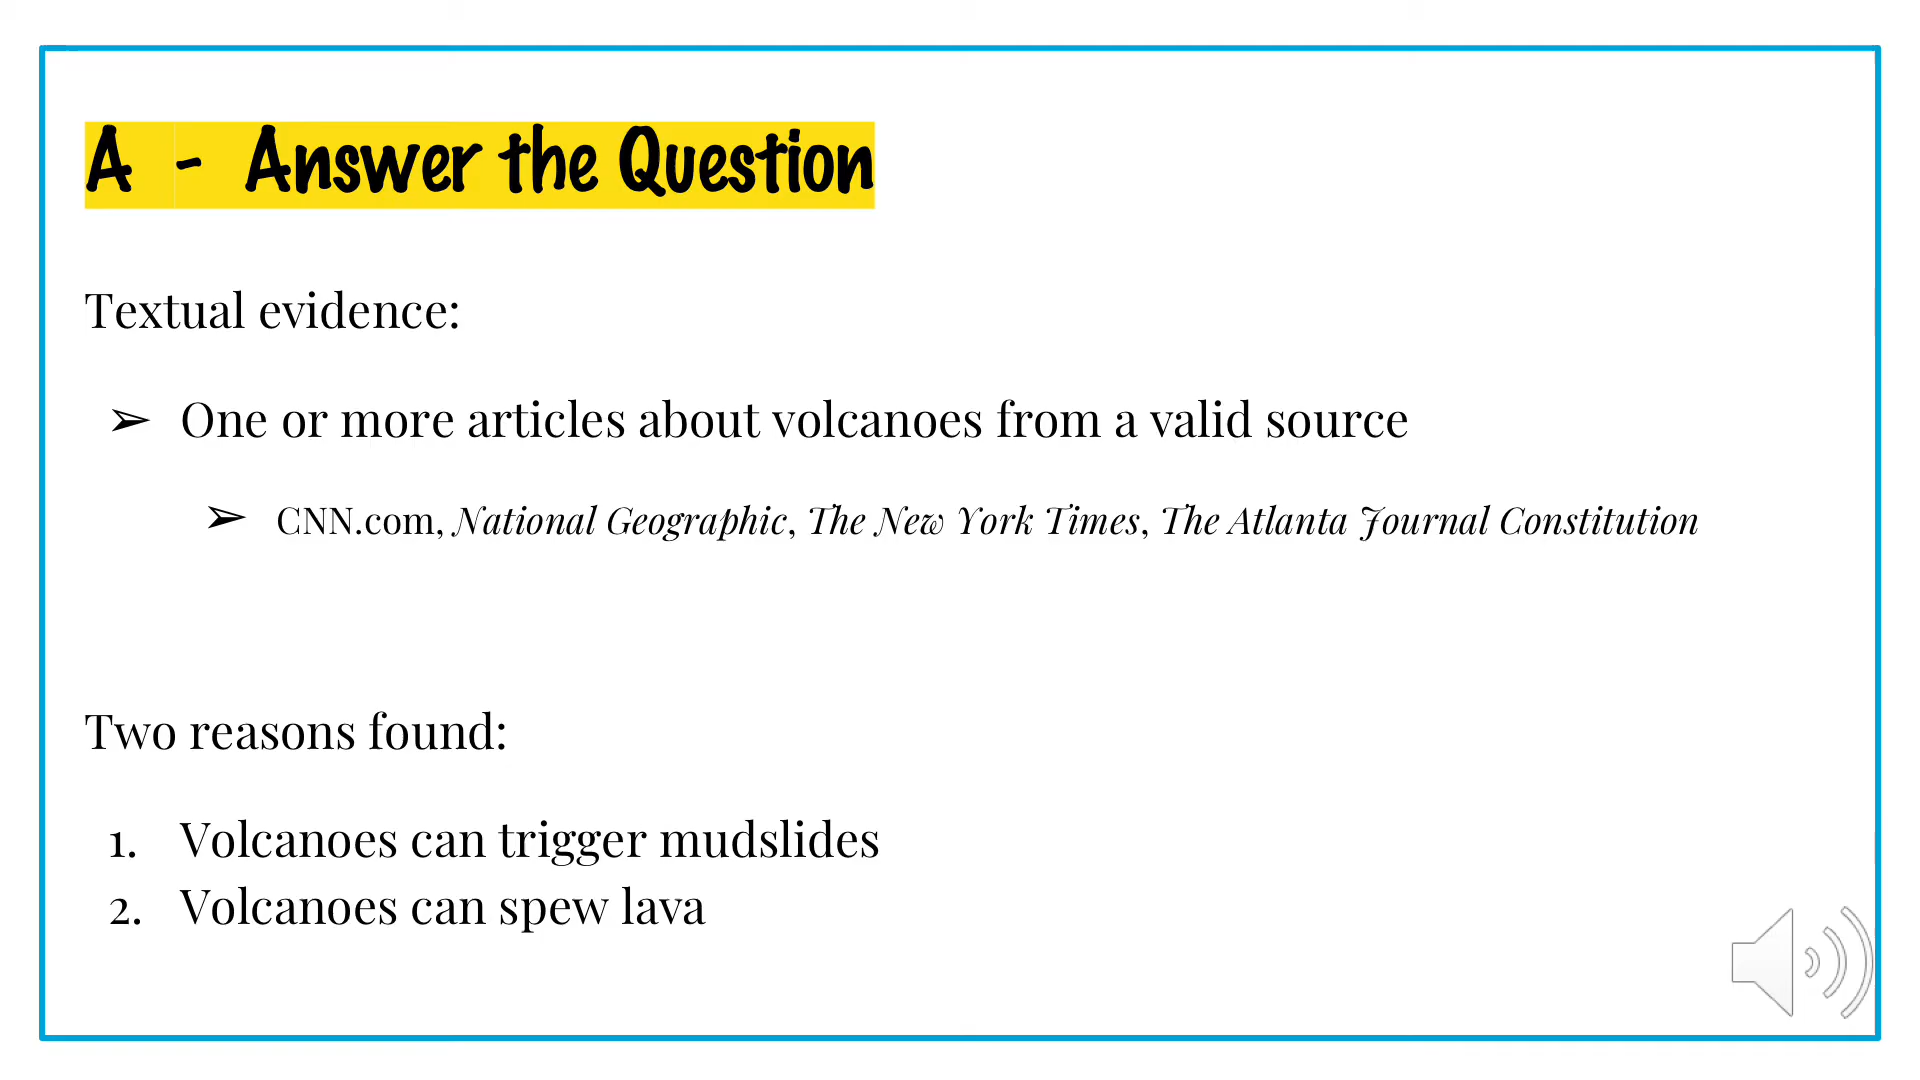 A - Answer the Question
Textual evidence:
➢ One or more articles about volcanoes from a valid source
➢ CNN.com, National Geographic, The New York Times, The Atlanta Journal Constitution
Two reasons found:
1. Volcanoes can trigger mudslides
2. Volcanoes can spew lava